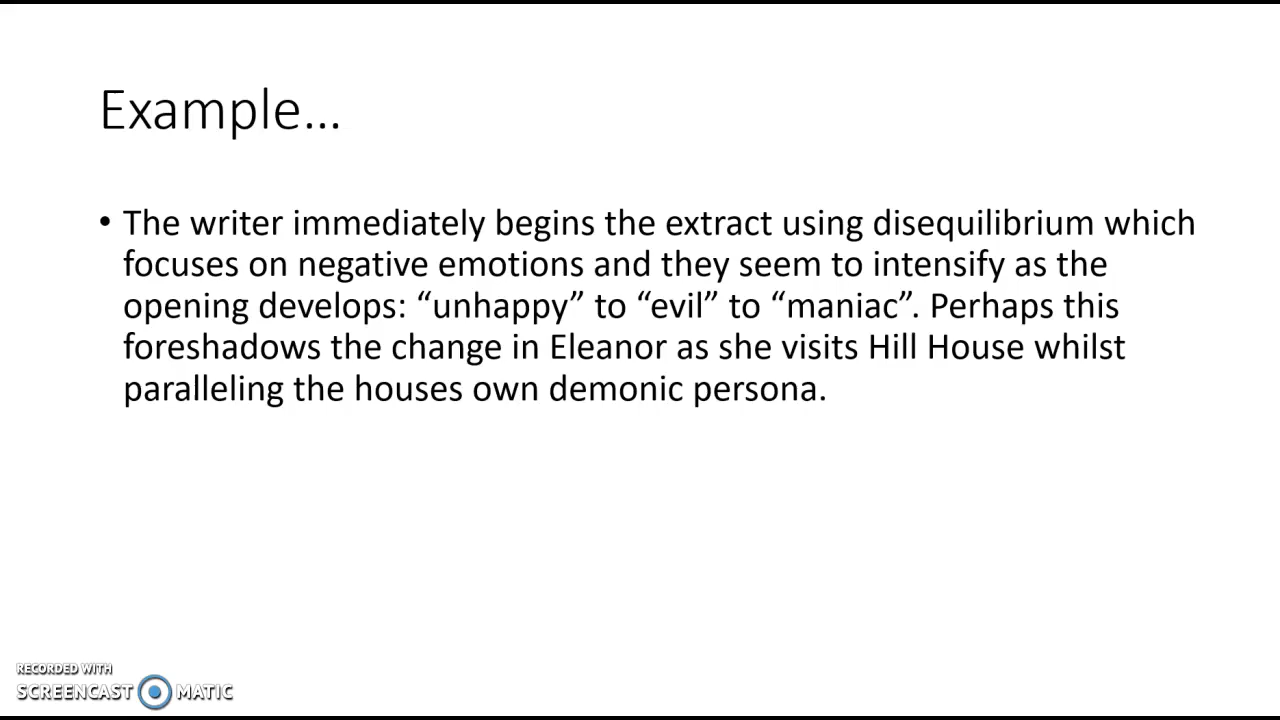 Example...
• The writer immediately begins the extract using disequilibrium which
focuses on negative emotions and they seem to intensify as the
opening develops: “unhappy” to “evil” to “maniac”. Perhaps this
foreshadows the change in Eleanor as she visits Hill House whilst
paralleling the houses own demonic persona.
RECORDED WITH
SCREENCAST MATIC